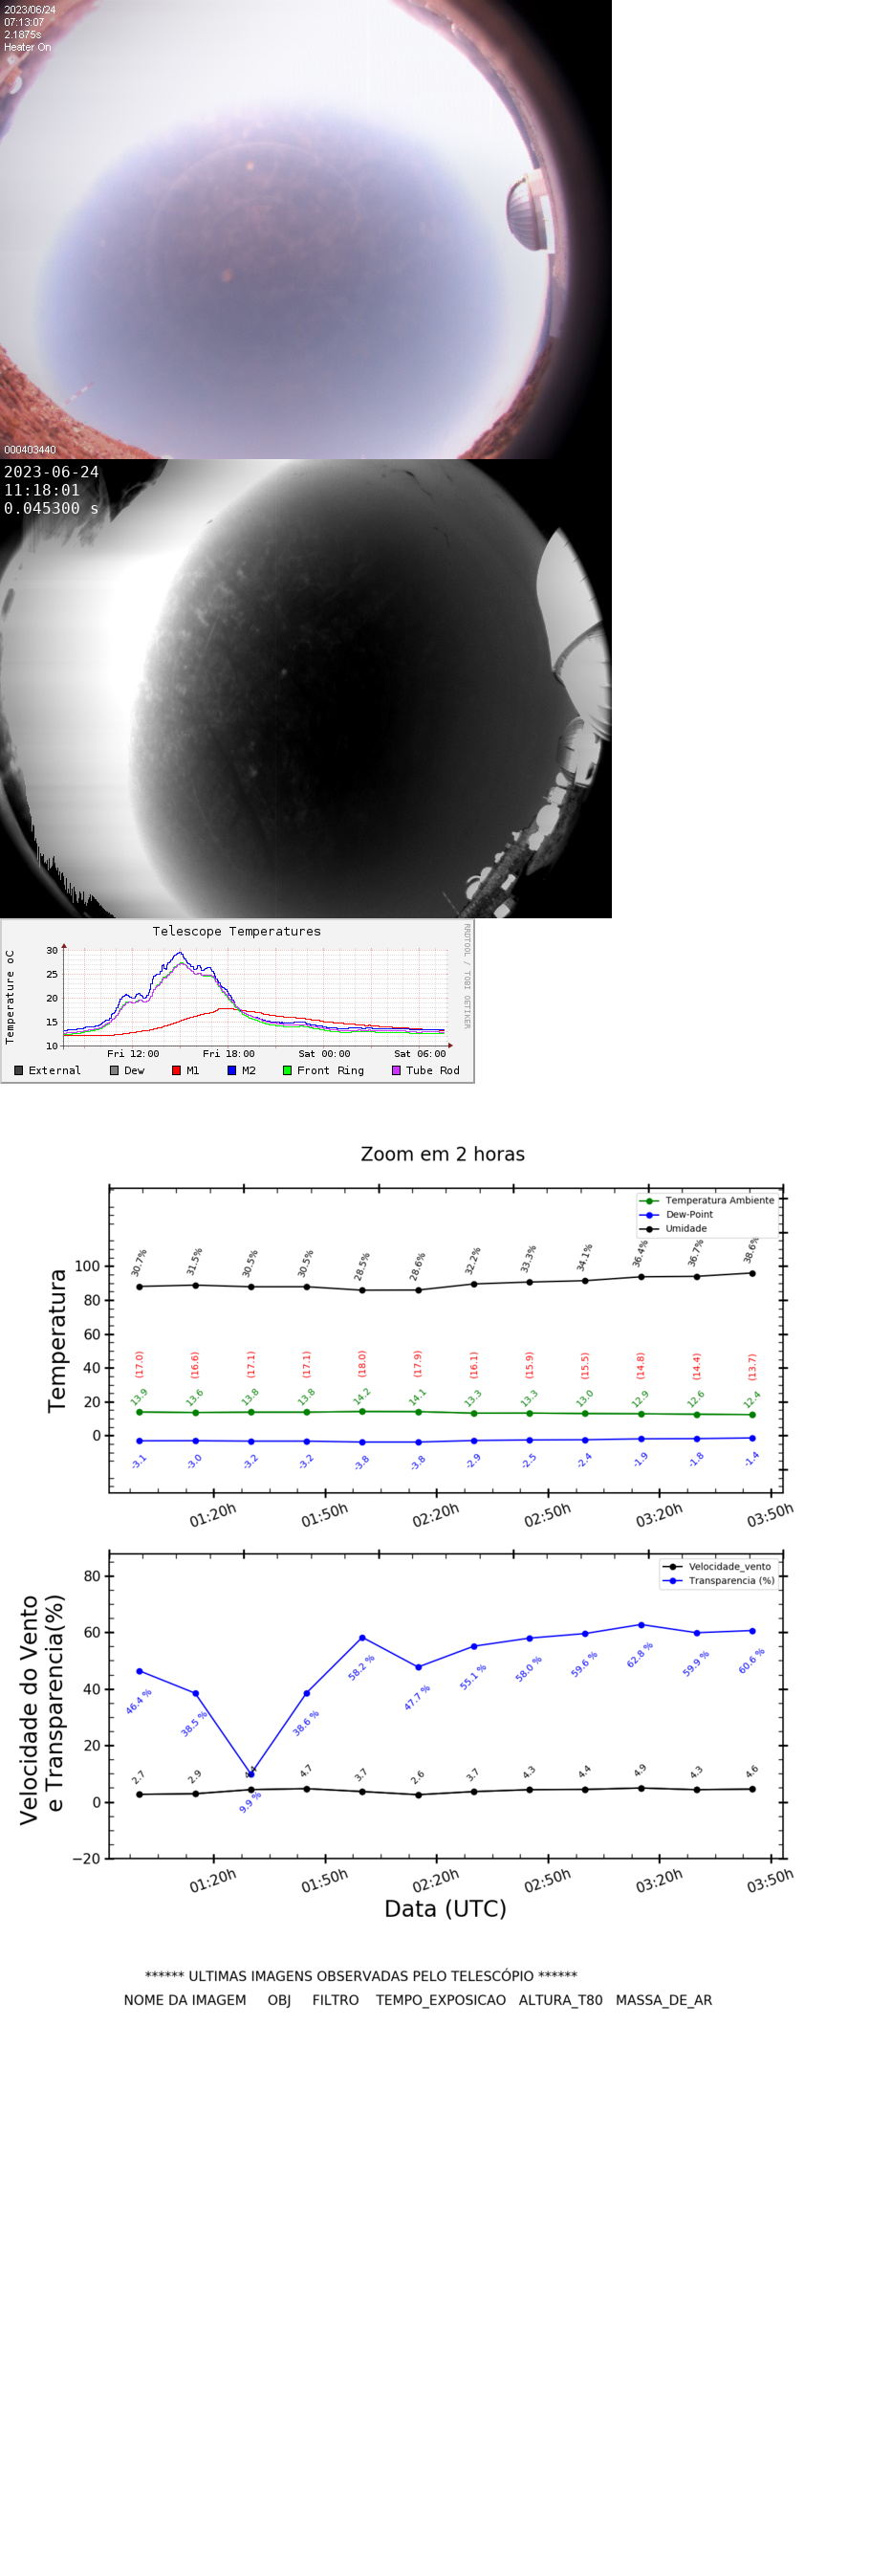 2023/06/24
07:13:07
2.1875s
Heater On
000403440
2023-06-24
11:18:01
0.045300 s
Telescope Temperatures
RRDTOOL / TOBI OETIKER
Temperature oC
30
25
20
15
10
Fri 12:00 Fri 18:00 Sat 00:00 Sat 06:00
External Dew M1 M2 Front Ring Tube Rod
Zoom em 2 horas
Temperatura Ambiente
Dew-Point
Umidade
Temperatura
100
80
60
40
20
0
30.7% 31.5% 30.5% 30.5% 28.5% 28.6% 32.2% 33.3% 34.1% 36.4% 36.7% 38.6%
(17.0) (16.6) (17.1) (17.1) (18.0) (17.9) (16.1) (15.9) (15.5) (14.8) (14.4) (13.7)
13.9 13.6 13.8 13.8 14.2 14.1 13.3 13.3 13.0 12.9 12.6 12.4
-3.1 -3.0 -3.2 -3.2 -3.8 -3.8 -2.9 -2.5 -2.4 -1.9 -1.8 -1.4
01:20h 01:50h 02:20h 02:50h 03:20h 03:50h
Velocidade_vento
Transparencia (%)
Velocidade do Vento
e Transparencia(%)
80
60
40
20
0
−20
46.4 % 38.5 % 9.9 % 38.6 % 58.2 % 47.7 % 55.1 % 58.0 % 59.6 % 62.8 % 59.9 % 60.6 %
2.7 2.9 4.7 3.7 2.6 3.7 4.3 4.4 4.9 4.3 4.6
01:20h 01:50h 02:20h 02:50h 03:20h 03:50h
Data (UTC)
****** ULTIMAS IMAGENS OBSERVADAS PELO TELESCÓPIO ******
NOME DA IMAGEM OBJ FILTRO TEMPO_EXPOSICAO ALTURA_T80 MASSA_DE_AR